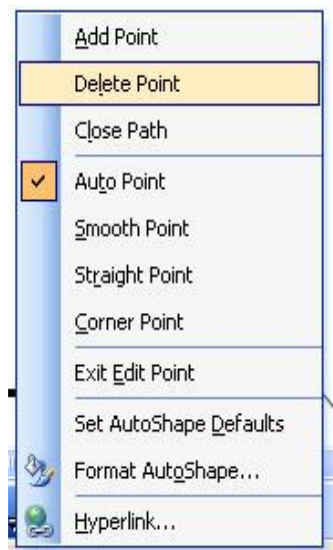 Add Point
Delete Point
Close Path
Auto Point
Smooth Point
Straight Point
Corner Point
Exit Edit Point
Set AutoShape Defaults
Format AutoShape...
Hyperlink...